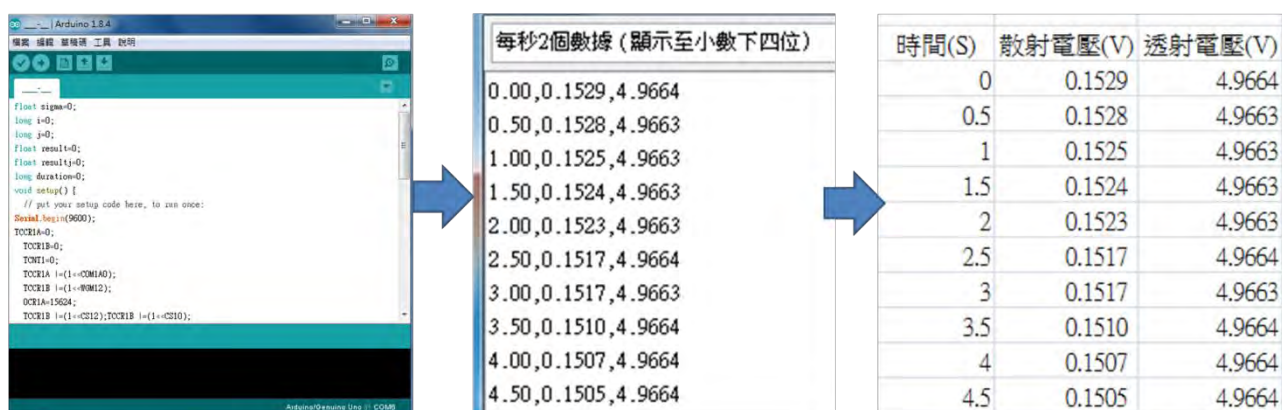 Arduino 1.8.4
檔案 編輯 草稿碼 工具 說明
float sigma=0;
long i=0;
long j=0;
float result=0;
float resultj=0;
long duration=0;
void setup() {
// put your setup code here, to run once:
Serial.begin(9600);
TCCR1A=0;
TCCR1B=0;
TCNT1=0;
TCCR1A |=(1<<COM1A0);
TCCR1B |=(1<<WGM12);
OCR1A=15624;
TCCR1B |=(1<<CS12);TCCR1B |=(1<<CS10);
Arduino/Genuino Uno 於 COM8
每秒2個數據(顯示至小數下四位)
0.00,0.1529,4.9664
0.50,0.1528,4.9663
1.00,0.1525,4.9663
1.50,0.1524,4.9663
2.00,0.1523,4.9663
2.50,0.1517,4.9664
3.00,0.1517,4.9663
3.50,0.1510,4.9664
4.00,0.1507,4.9664
4.50,0.1505,4.9664
時間(S) 散射電壓(V) 透射電壓(V)
0 0.1529 4.9664
0.5 0.1528 4.9663
1 0.1525 4.9663
1.5 0.1524 4.9663
2 0.1523 4.9663
2.5 0.1517 4.9664
3 0.1517 4.9663
3.5 0.1510 4.9664
4 0.1507 4.9664
4.5 0.1505 4.9664